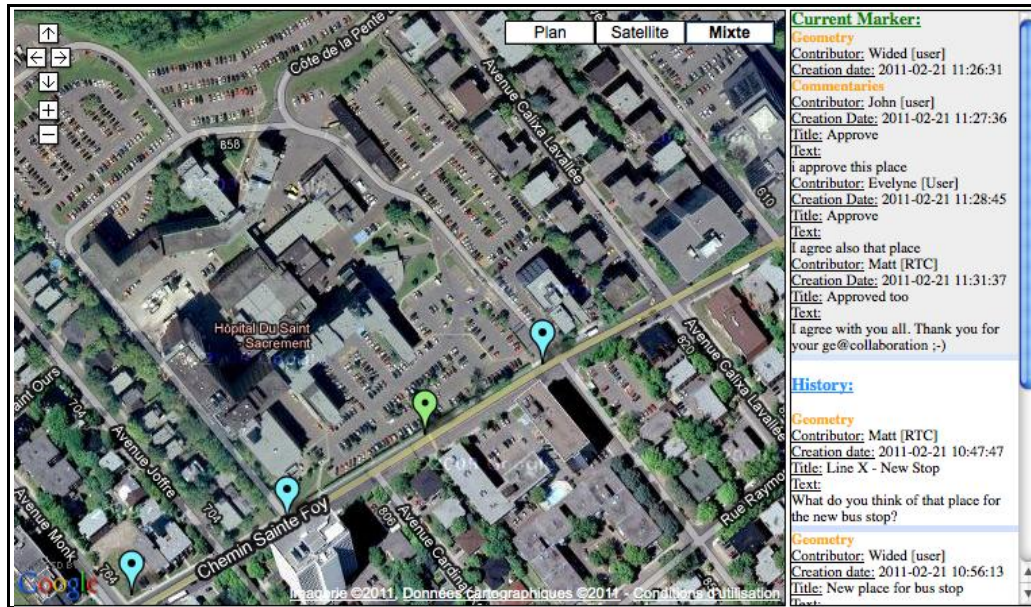 Plan
Satellite
Mixte
Côte de la Pente
858
Avenue Calixa Lavallée
610
Hôpital Du Saint
Sacrement
Avenue Calixa Lavallée
820
aint Ours
704
Avenue Joffre
704
Avenue Monk
764
Chemin Sainte Foy
806
Avenue Cardina
Rue Raymo
Google
Imagerie ©2011, Données cartographiques ©2011 - Conditions d'utilisation
Current Marker:
Geometry
Contributor: Wided [user]
Creation date: 2011-02-21 11:26:31
Commentaries
Contributor: John [user]
Creation Date: 2011-02-21 11:27:36
Title: Approve
Text:
i approve this place
Contributor: Evelyne [User]
Creation Date: 2011-02-21 11:28:45
Title: Approve
Text:
I agree also that place
Contributor: Matt [RTC]
Creation Date: 2011-02-21 11:31:37
Title: Approved too
Text:
I agree with you all. Thank you for
your ge@collaboration ;-)
History:
Geometry
Contributor: Matt [RTC]
Creation date: 2011-02-21 10:47:47
Title: Line X - New Stop
Text:
What do you think of that place for
the new bus stop?
Geometry
Contributor: Wided [user]
Creation date: 2011-02-21 10:56:13
Title: New place for bus stop
Text: